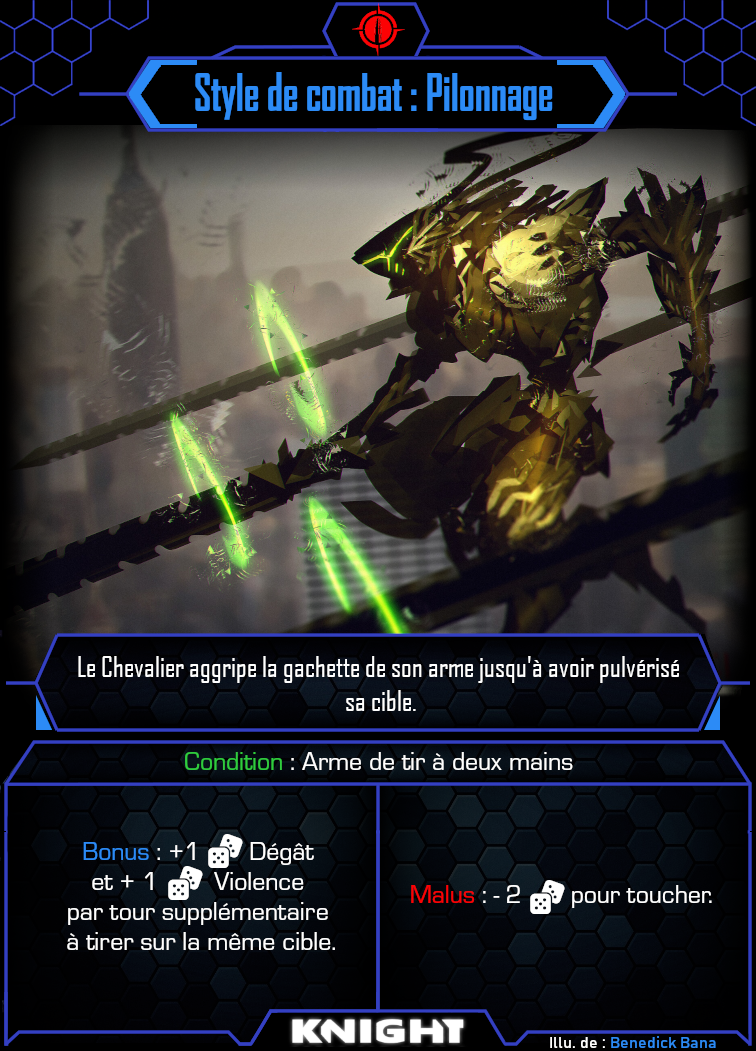 Style de combat : Pilonnage
Le Chevalier aggripe la gachette de son arme jusqu'à avoir pulvérisé
sa cible.
Condition : Arme de tir à deux mains
Bonus : +1 Dégât
et + 1 Violence
par tour supplémentaire
à tirer sur la même cible.
Malus : - 2 pour toucher.
KNIGHT
Illu. de : Benedick Bana